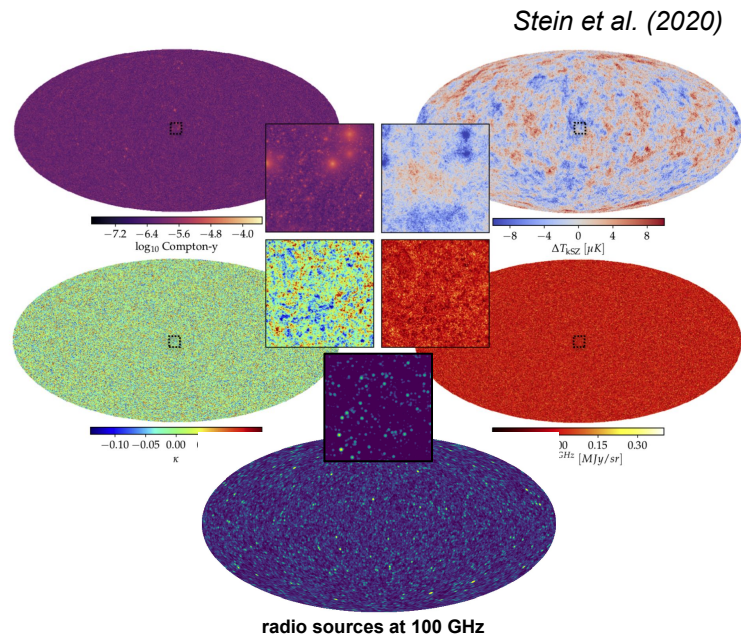 Stein et al. (2020)
−7.2 −6.4 −5.6 −4.8 −4.0
log₁₀ Compton-y
−8 −4 0 4 8
ΔT_kSZ [μK]
−0.10 −0.05 0.00
κ
00 0.15 0.30
GHz [MJy/sr]
radio sources at 100 GHz